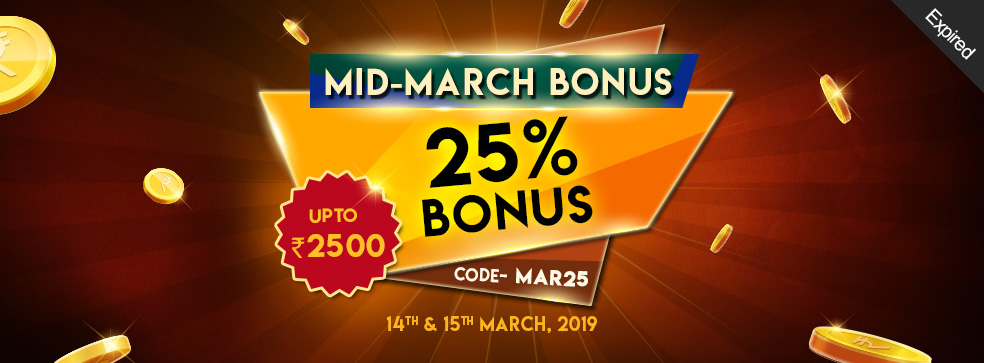 Expired
MID-MARCH BONUS
25%
BONUS
UPTO
₹2500
CODE- MAR25
14TH & 15TH MARCH, 2019